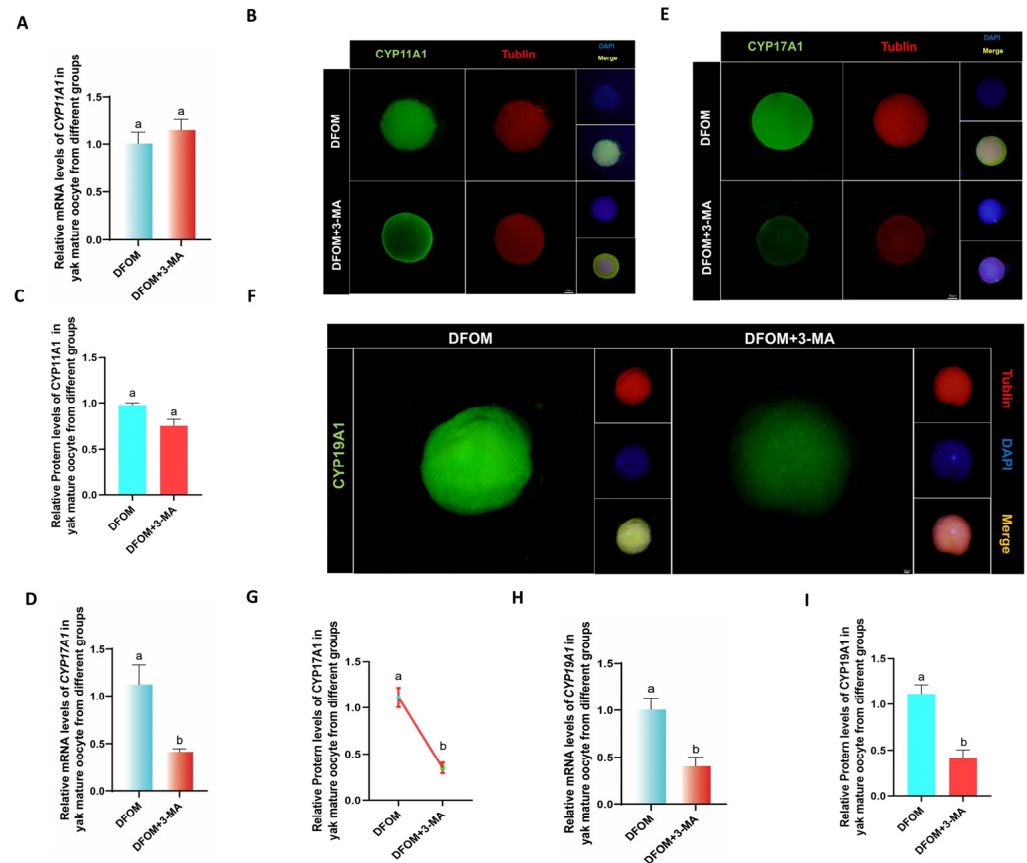 A
Relative mRNA levels of CYP11A1 in
yak mature oocyte from different groups
1.5
1.0
0.5
0.0
a
a
DFOM
DFOM+3-MA
B
CYP11A1
Tublin
DAPI
Merge
DFOM
DFOM+3-MA
E
CYP17A1
Tublin
DAPI
Merge
DFOM
DFOM+3-MA
C
Relative Protern levels of CYP11A1 in
yak mature oocyte from different groups
1.5
1.0
0.5
0.0
a
a
DFOM
DFOM+3-MA
F
DFOM
DFOM+3-MA
CYP19A1
Tublin
DAPI
Merge
D
Relative mRNA levels of CYP17A1 in
yak mature oocyte from different groups
1.5
1.0
0.5
0.0
a
b
DFOM
DFOM+3-MA
G
Relative Protern levels of CYP17A1 in
yak mature oocyte from different groups
1.5
1.0
0.5
0.0
a
b
DFOM
DFOM+3-MA
H
Relative mRNA levels of CYP19A1 in
yak mature oocyte from different groups
1.5
1.0
0.5
0.0
a
b
DFOM
DFOM+3-MA
I
Relative Protern levels of CYP19A1 in
yak mature oocyte from different groups
1.5
1.0
0.5
0.0
a
b
DFOM
DFOM+3-MA